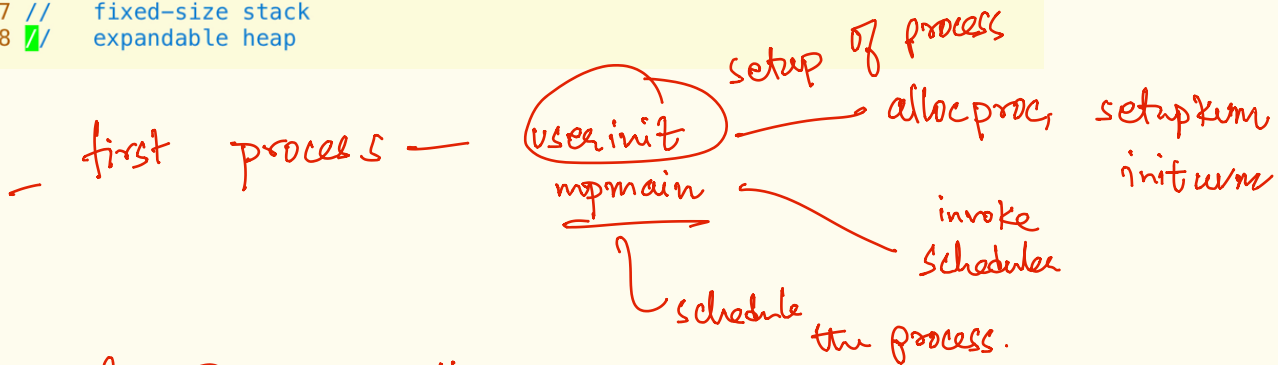 7 // fixed-size stack
8 // expandable heap
setup of process
first process — userinit — allocproc, setupkvm
inituvm
mpmain
invoke
scheduler
schedule
the process.